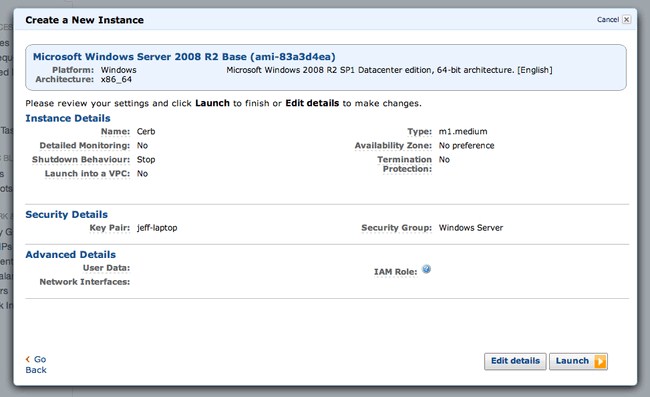 Create a New Instance
Cancel
Microsoft Windows Server 2008 R2 Base (ami-83a3d4ea)
Platform: Windows
Microsoft Windows 2008 R2 SP1 Datacenter edition, 64-bit architecture. [English]
Architecture: x86_64
Please review your settings and click Launch to finish or Edit details to make changes.
Instance Details
Name: Cerb
Type: m1.medium
Detailed Monitoring: No
Availability Zone: No preference
Shutdown Behaviour: Stop
Termination Protection: No
Launch into a VPC: No
Security Details
Key Pair: jeff-laptop
Security Group: Windows Server
Advanced Details
User Data:
IAM Role:
Network Interfaces:
Go
Back
Edit details
Launch